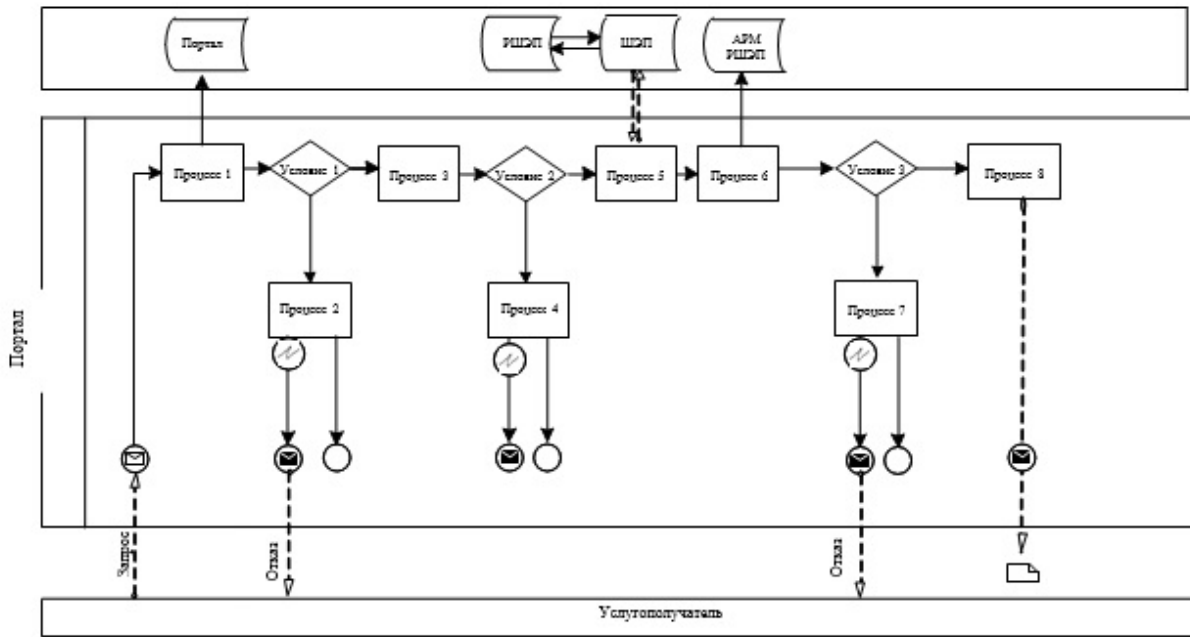 Портал
РШЭП
ШЭП
АРМ
РШЭП
Процесс 1
Условие 1
Процесс 3
Условие 2
Процесс 5
Процесс 6
Условие 3
Процесс 8
Процесс 2
Процесс 4
Процесс 7
Портал
Запрос
Отказ
Отказ
Услугополучатель